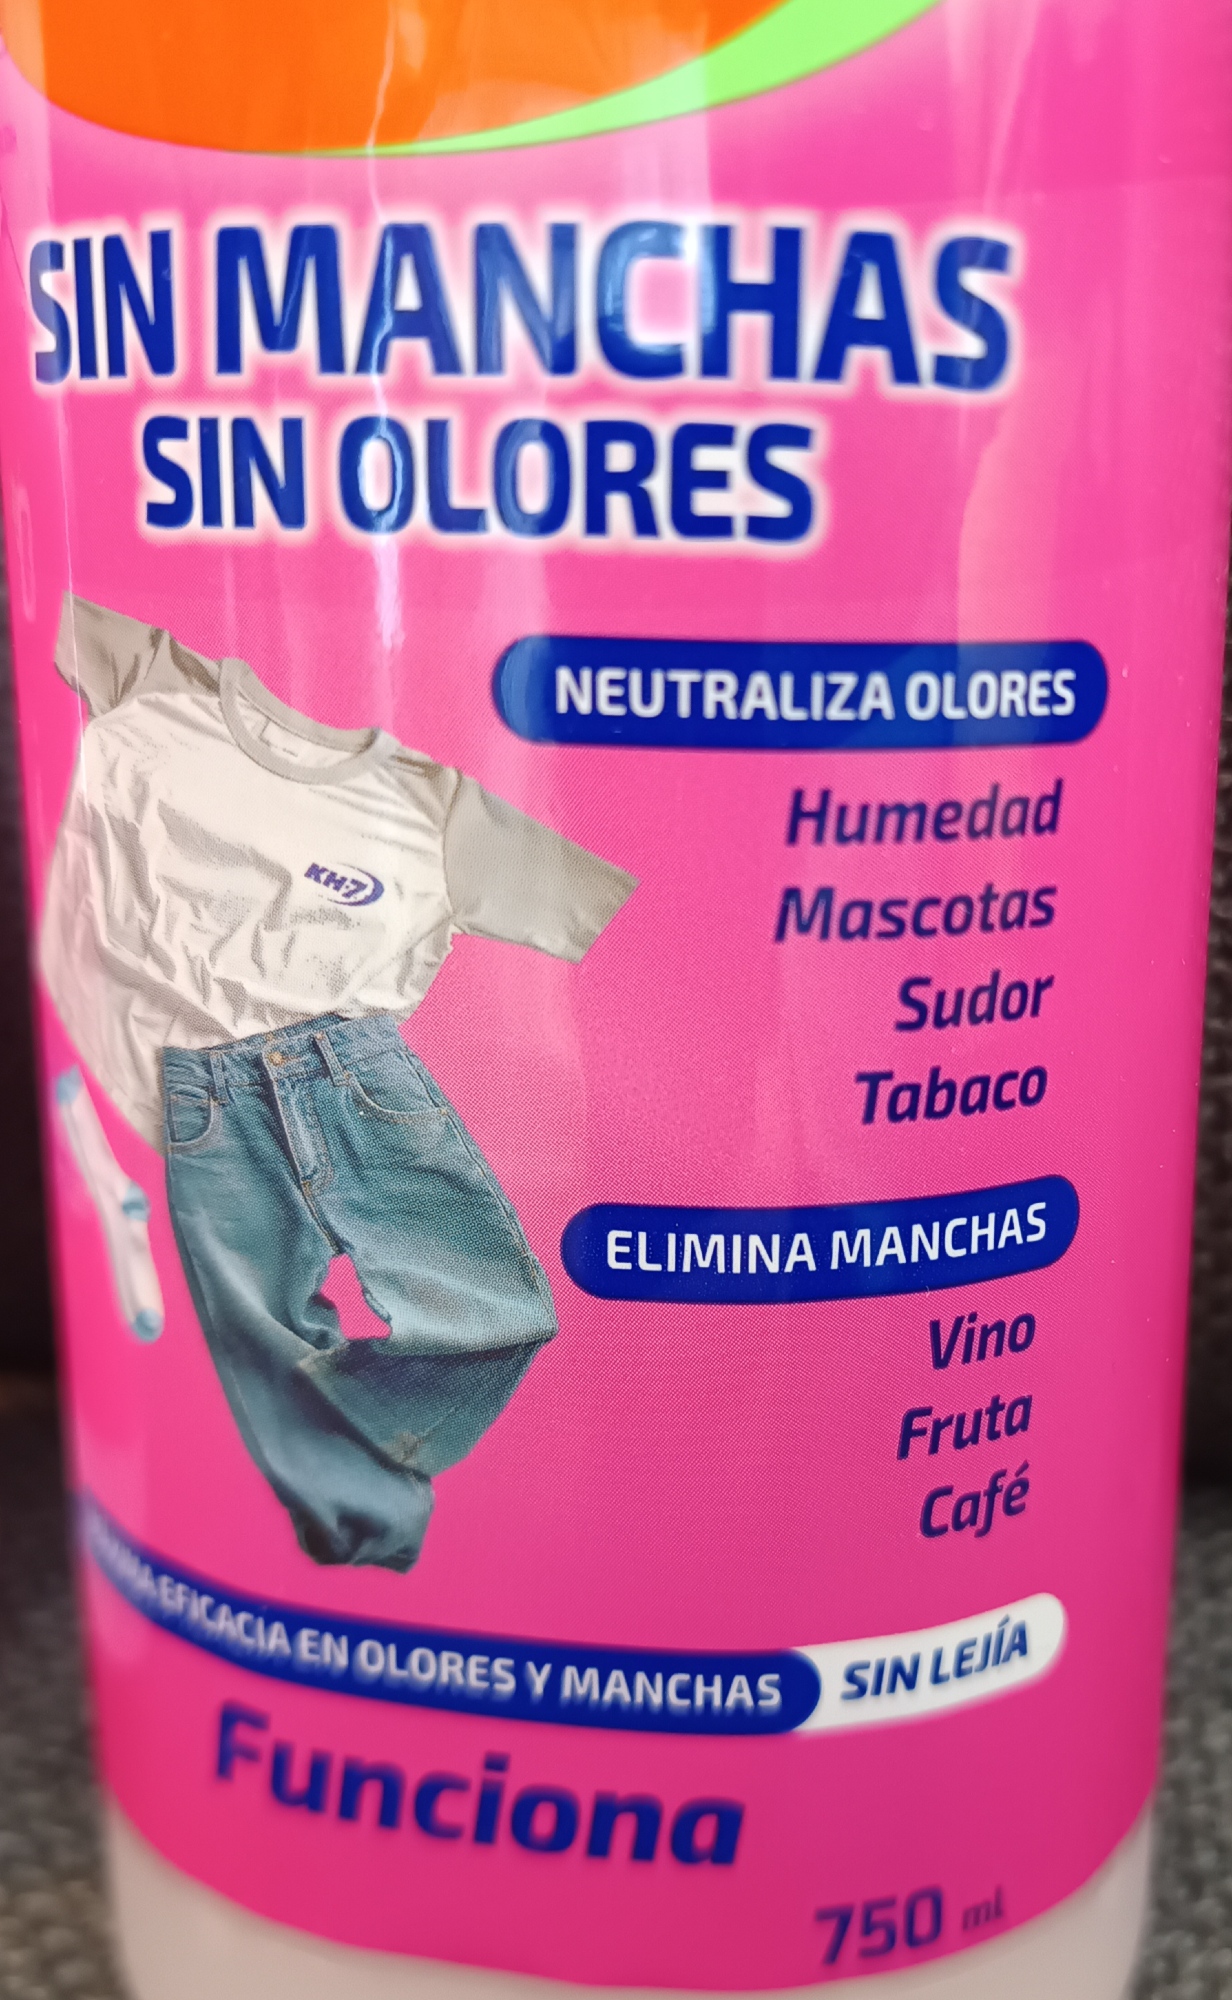 SIN MANCHAS
SIN OLORES
NEUTRALIZA OLORES
Humedad
Mascotas
Sudor
Tabaco
KH-7
ELIMINA MANCHAS
Vino
Fruta
Café
EFICACIA EN OLORES Y MANCHAS SIN LEJÍA
Funciona
750 ml